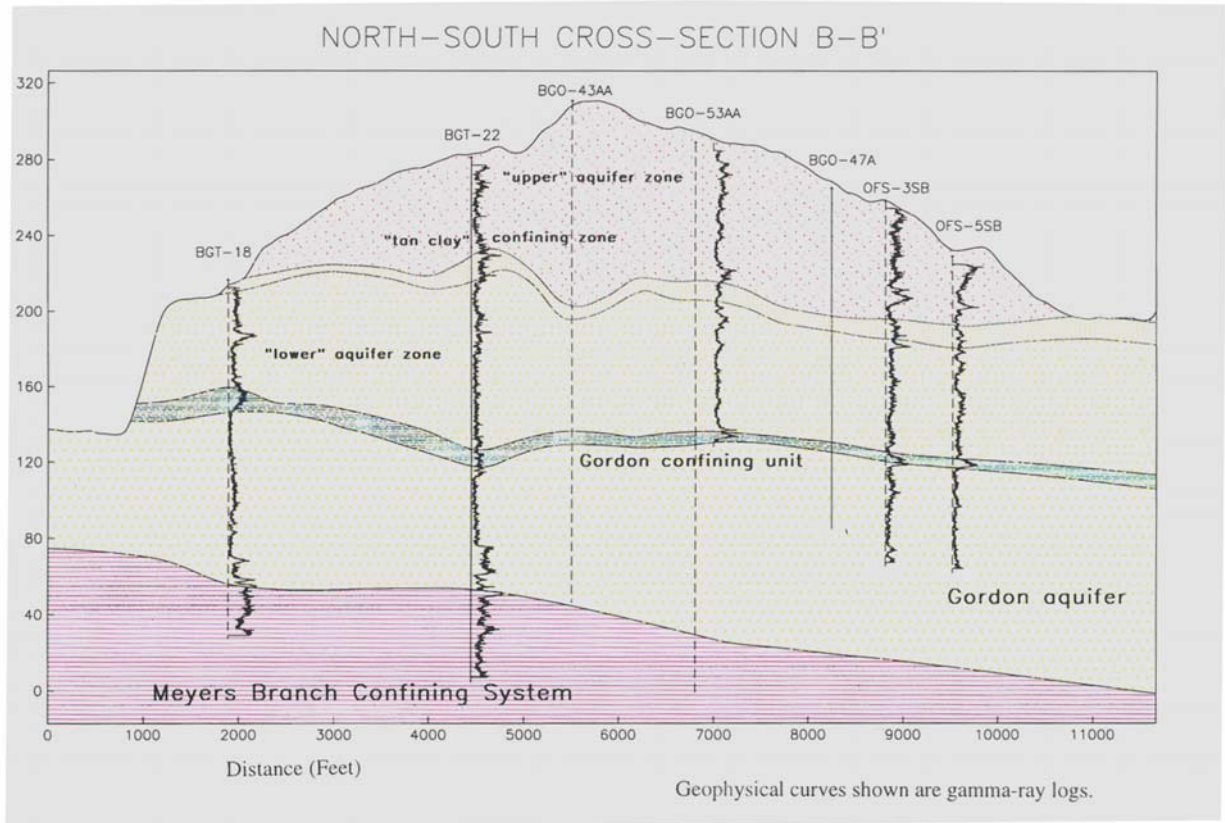 NORTH-SOUTH CROSS-SECTION B-B'
320
280
240
200
160
120
80
40
0
BGT-18
BGT-22
BGO-43AA
BGO-53AA
BGO-47A
OFS-3SB
OFS-5SB
"upper" aquifer zone
"tan clay" confining zone
"lower" aquifer zone
Gordon confining unit
Gordon aquifer
Meyers Branch Confining System
0 1000 2000 3000 4000 5000 6000 7000 8000 9000 10000 11000
Distance (Feet)
Geophysical curves shown are gamma-ray logs.